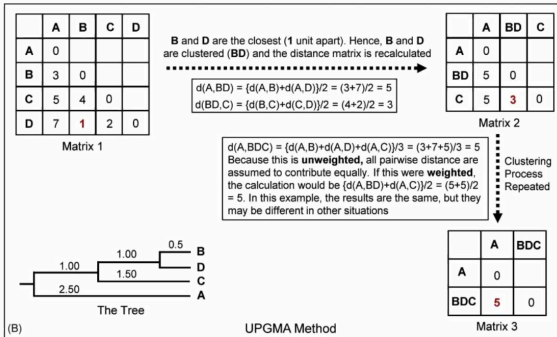 A B C D
A 0
B 3 0
C 5 4 0
D 7 1 2 0
Matrix 1
B and D are the closest (1 unit apart). Hence, B and D
are clustered (BD) and the distance matrix is recalculated
d(A,BD) = {d(A,B)+d(A,D)}/2 = (3+7)/2 = 5
d(BD,C) = {d(B,C)+d(C,D)}/2 = (4+2)/2 = 3
A BD C
A 0
BD 5 0
C 5 3 0
Matrix 2
d(A,BDC) = {d(A,B)+d(A,D)+d(A,C)}/3 = (3+7+5)/3 = 5
Because this is unweighted, all pairwise distance are
assumed to contribute equally. If this were weighted,
the calculation would be {d(A,BD)+d(A,C)}/2 = (5+5)/2
= 5. In this example, the results are the same, but they
may be different in other situations
Clustering
Process
Repeated
A BDC
A 0
BDC 5 0
Matrix 3
0.5
B
1.00
D
1.00
1.50
C
2.50
A
The Tree
(B)
UPGMA Method